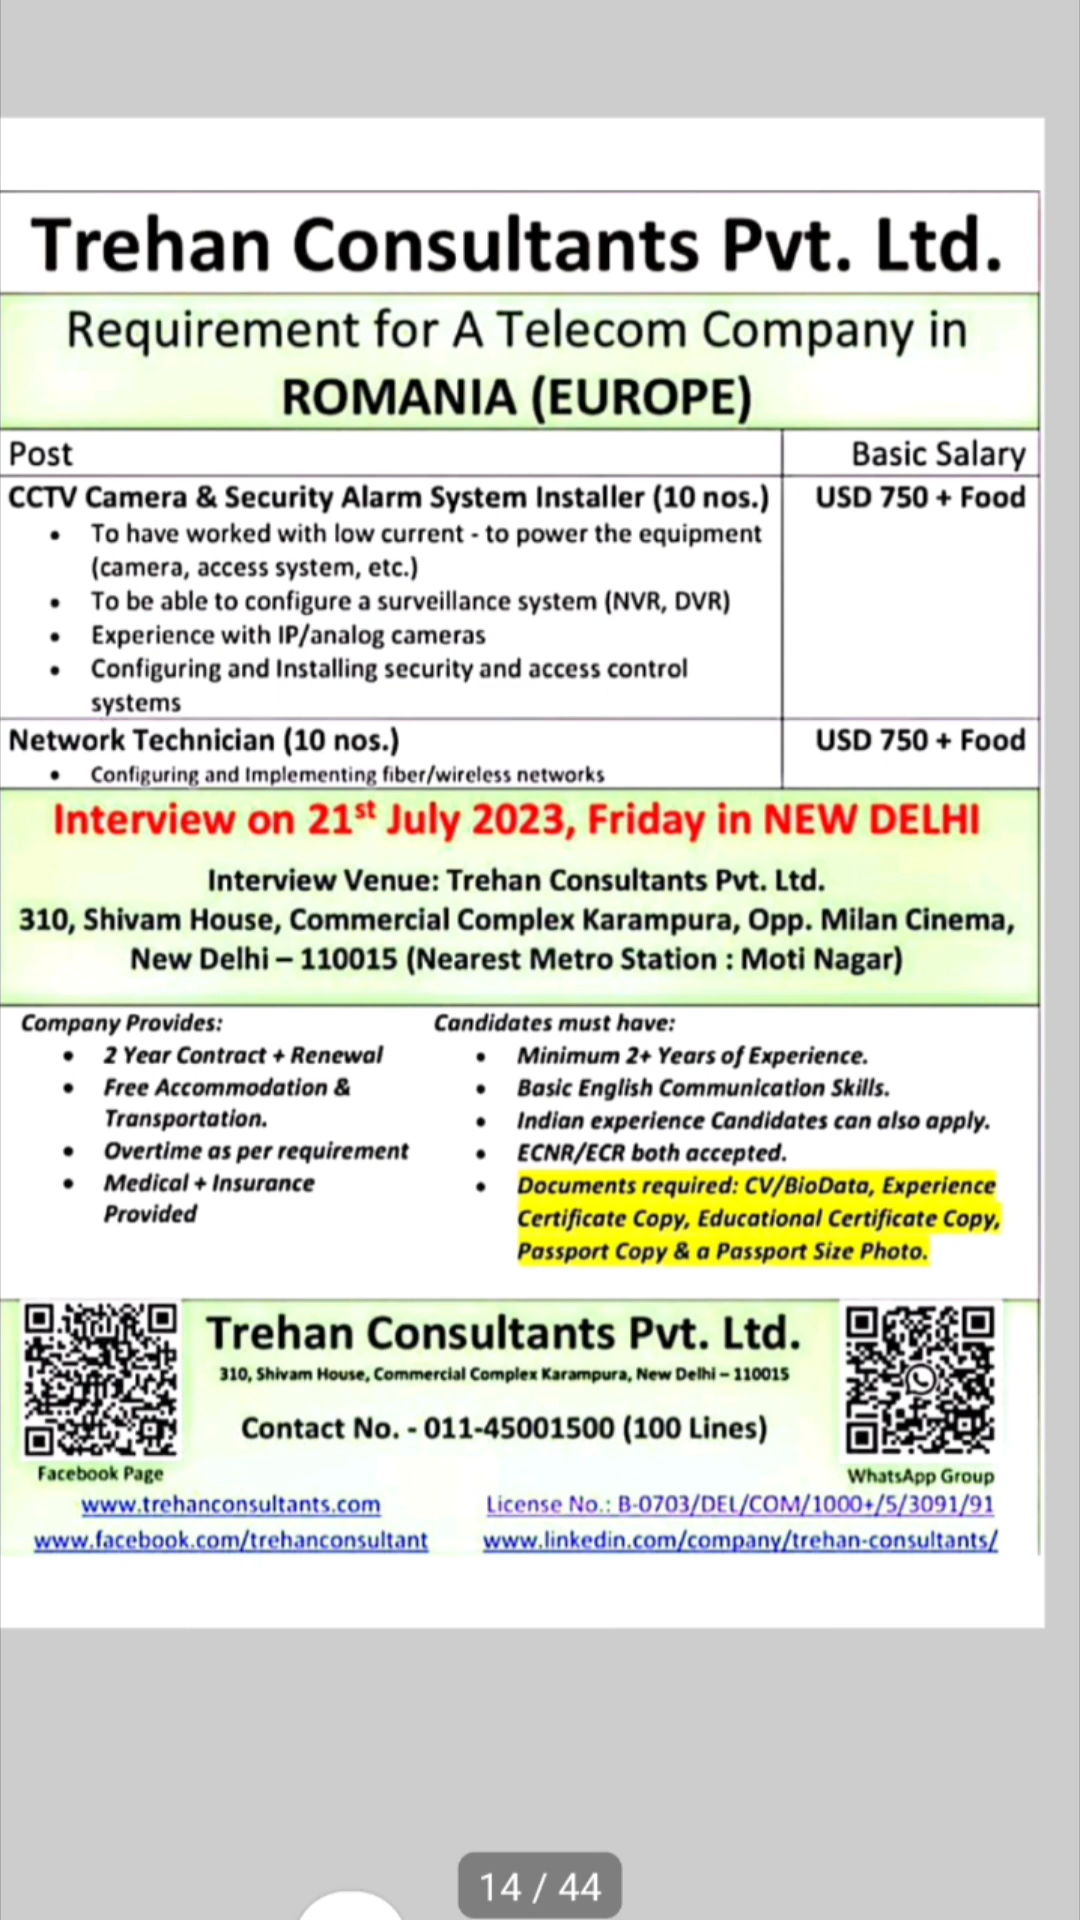 Trehan Consultants Pvt. Ltd.
Requirement for A Telecom Company in
ROMANIA (EUROPE)
Post Basic Salary
CCTV Camera & Security Alarm System Installer (10 nos.) USD 750 + Food
• To have worked with low current - to power the equipment
(camera, access system, etc.)
• To be able to configure a surveillance system (NVR, DVR)
• Experience with IP/analog cameras
• Configuring and Installing security and access control
systems
Network Technician (10 nos.) USD 750 + Food
• Configuring and Implementing fiber/wireless networks
Interview on 21st July 2023, Friday in NEW DELHI
Interview Venue: Trehan Consultants Pvt. Ltd.
310, Shivam House, Commercial Complex Karampura, Opp. Milan Cinema,
New Delhi – 110015 (Nearest Metro Station : Moti Nagar)
Company Provides:
• 2 Year Contract + Renewal
• Free Accommodation &
Transportation.
• Overtime as per requirement
• Medical + Insurance
Provided
Candidates must have:
• Minimum 2+ Years of Experience.
• Basic English Communication Skills.
• Indian experience Candidates can also apply.
• ECNR/ECR both accepted.
• Documents required: CV/BioData, Experience
Certificate Copy, Educational Certificate Copy,
Passport Copy & a Passport Size Photo.
Trehan Consultants Pvt. Ltd.
310, Shivam House, Commercial Complex Karampura, New Delhi – 110015
Contact No. - 011-45001500 (100 Lines)
Facebook Page WhatsApp Group
www.trehanconsultants.com License No.: B-0703/DEL/COM/1000+/5/3091/91
www.facebook.com/trehanconsultant www.linkedin.com/company/trehan-consultants/
14 / 44